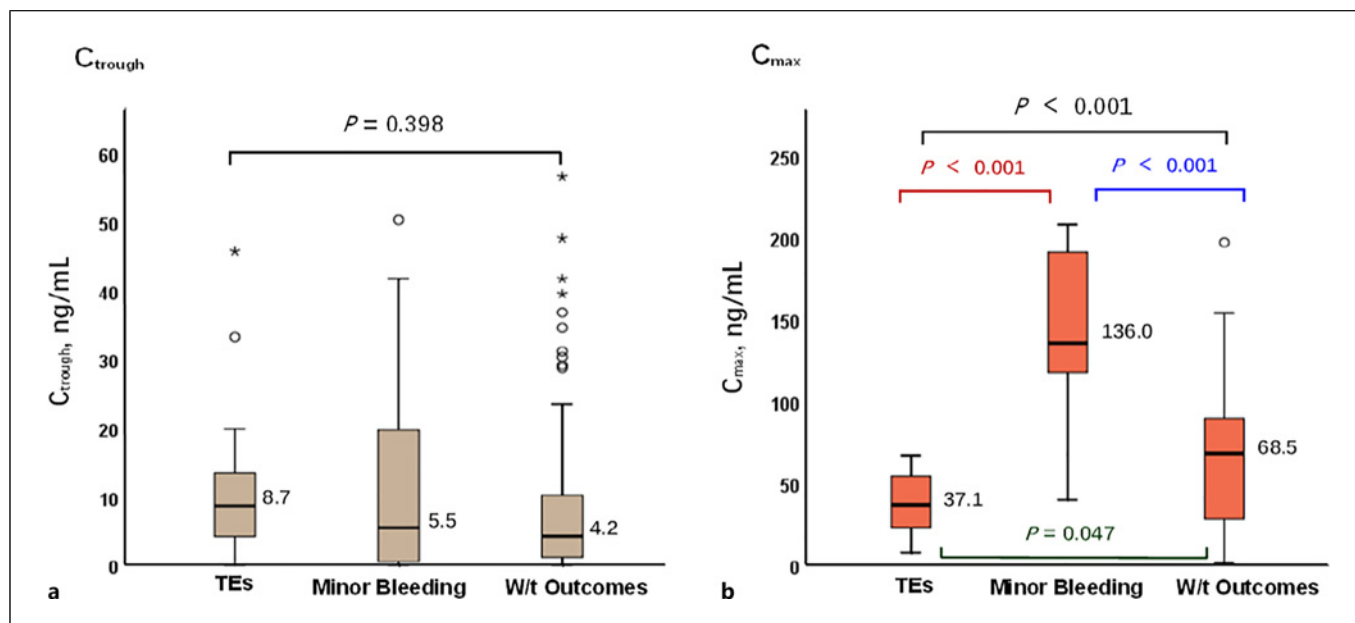 Ctrough
P = 0.398
Ctrough, ng/mL
60
50
40
30
20
10
0
8.7
5.5
4.2
TEs
Minor Bleeding
W/t Outcomes
a
Cmax
P < 0.001
P < 0.001
P < 0.001
Cmax, ng/mL
250
200
150
100
50
0
37.1
136.0
68.5
P = 0.047
TEs
Minor Bleeding
W/t Outcomes
b